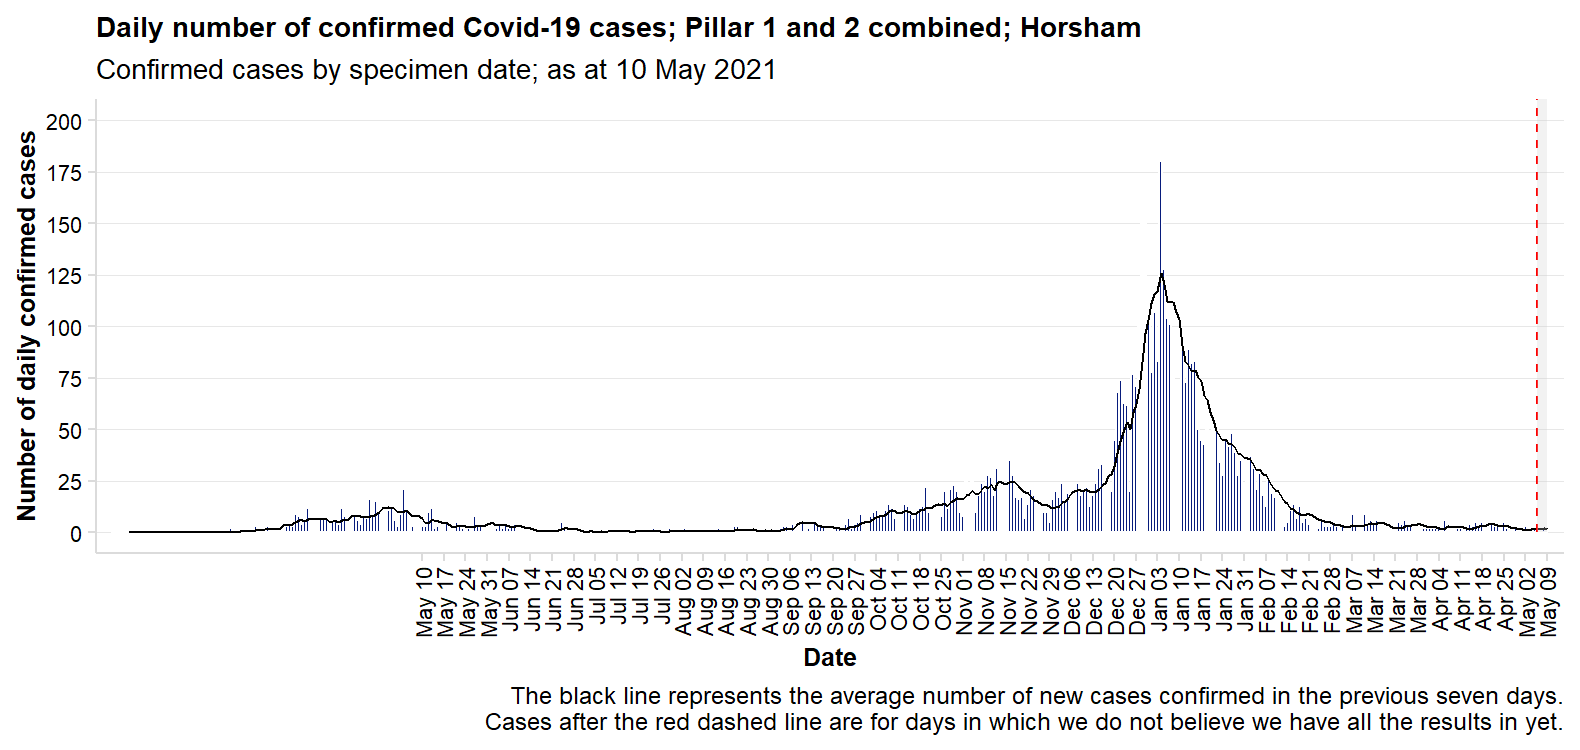 Daily number of confirmed Covid-19 cases; Pillar 1 and 2 combined; Horsham
Confirmed cases by specimen date; as at 10 May 2021
Number of daily confirmed cases
200
175
150
125
100
75
50
25
0
May 10
May 17
May 24
May 31
Jun 07
Jun 14
Jun 21
Jun 28
Jul 05
Jul 12
Jul 19
Jul 26
Aug 02
Aug 09
Aug 16
Aug 23
Aug 30
Sep 06
Sep 13
Sep 20
Sep 27
Oct 04
Oct 11
Oct 18
Oct 25
Nov 01
Nov 08
Nov 15
Nov 22
Nov 29
Dec 06
Dec 13
Dec 20
Dec 27
Jan 03
Jan 10
Jan 17
Jan 24
Jan 31
Feb 07
Feb 14
Feb 21
Feb 28
Mar 07
Mar 14
Mar 21
Mar 28
Apr 04
Apr 11
Apr 18
Apr 25
May 02
May 09
Date
The black line represents the average number of new cases confirmed in the previous seven days.
Cases after the red dashed line are for days in which we do not believe we have all the results in yet.